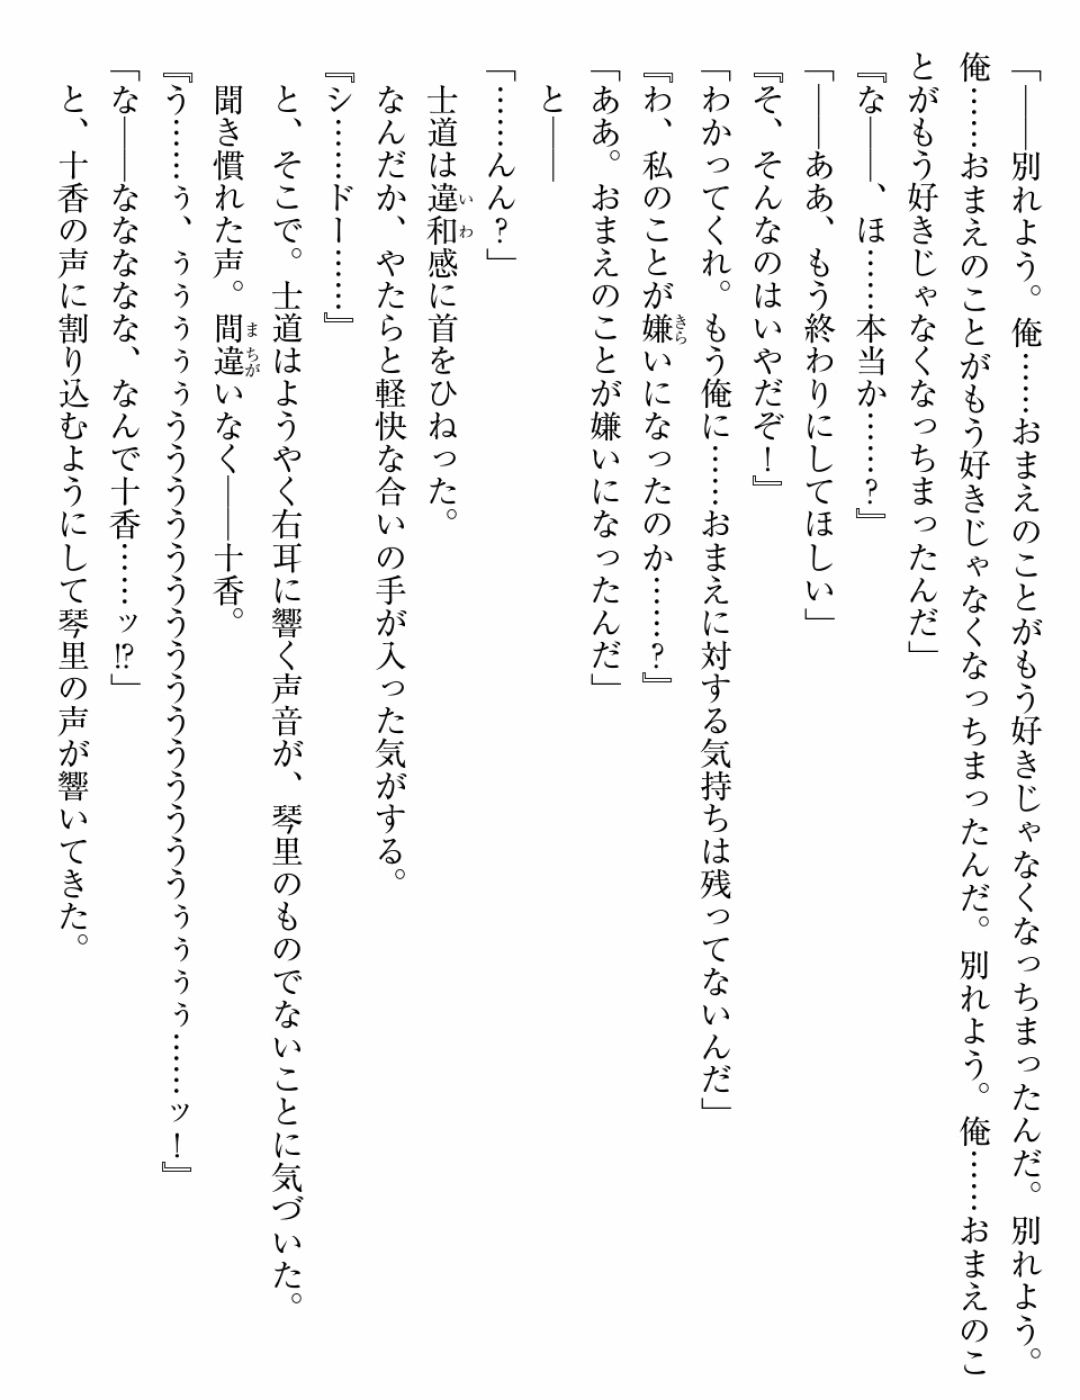 「――別れよう。俺……おまえのことがもう好きじゃなくなっちまったんだ。別れよう。
俺……おまえのことがもう好きじゃなくなっちまったんだ。別れよう。俺……おまえのこ
とがもう好きじゃなくなっちまったんだ」
『な――、ほ……本当か……？』
「――ああ、もう終わりにしてほしい」
『そ、そんなのはいやだぞ！』
「わかってくれ。もう俺に……おまえに対する気持ちは残ってないんだ」
『わ、私のことが嫌いになったのか……？』
「ああ。おまえのことが嫌いになったんだ」
と――
「……んん？」
士道は違和感に首をひねった。
なんだか、やたらと軽快な合いの手が入った気がする。
『シ……ドー……』
と、そこで。士道はようやく右耳に響く声音が、琴里のものでないことに気づいた。
聞き慣れた声。間違いなく――十香。
『う……ぅ、ぅぅぅぅうううううううううううううううぅぅぅぅ……ッ！』
「な――なななな、なんで十香……ッ!?」
と、十香の声に割り込むようにして琴里の声が響いてきた。